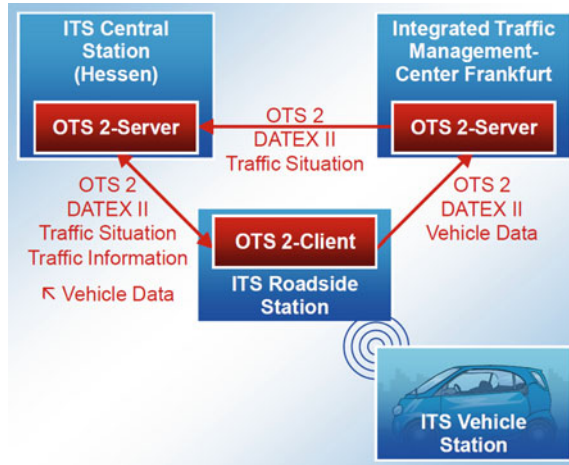 ITS Central
Station
(Hessen)
OTS 2-Server
Integrated Traffic
Management-
Center Frankfurt
OTS 2-Server
OTS 2
DATEX II
Traffic Situation
OTS 2
DATEX II
Traffic Situation
Traffic Information
↖ Vehicle Data
OTS 2
DATEX II
Vehicle Data
OTS 2-Client
ITS Roadside
Station
ITS Vehicle
Station